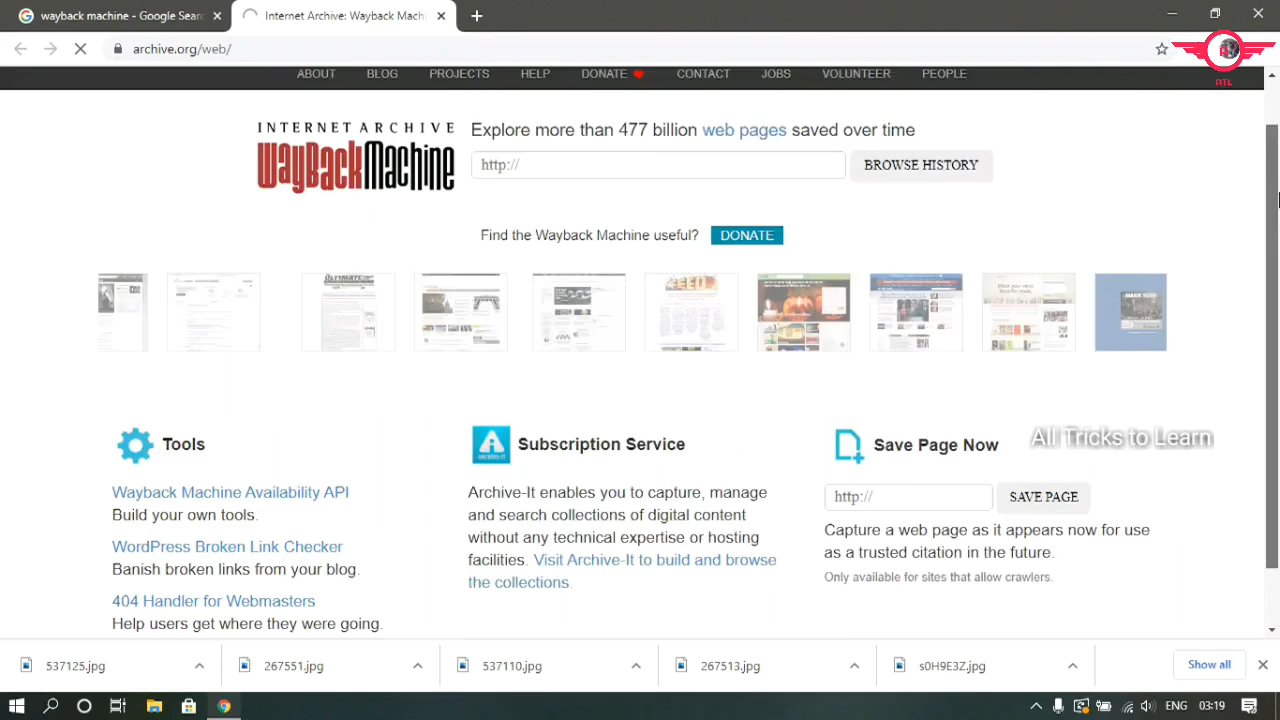 wayback machine - Google Searc
Internet Archive: Wayback Mach
archive.org/web/
ATL
ABOUT BLOG PROJECTS HELP DONATE CONTACT JOBS VOLUNTEER PEOPLE
INTERNET ARCHIVE
WayBackMachine
Explore more than 477 billion web pages saved over time
http://
BROWSE HISTORY
Find the Wayback Machine useful? DONATE
Tools
Wayback Machine Availability API
Build your own tools.
WordPress Broken Link Checker
Banish broken links from your blog.
404 Handler for Webmasters
Help users get where they were going.
Subscription Service
Archive-It enables you to capture, manage
and search collections of digital content
without any technical expertise or hosting
facilities. Visit Archive-It to build and browse
the collections.
Save Page Now
All Tricks to Learn
http://
SAVE PAGE
Capture a web page as it appears now for use
as a trusted citation in the future.
Only available for sites that allow crawlers.
537125.jpg 267551.jpg 537110.jpg 267513.jpg s0H9E3Z.jpg Show all
ENG 03:19